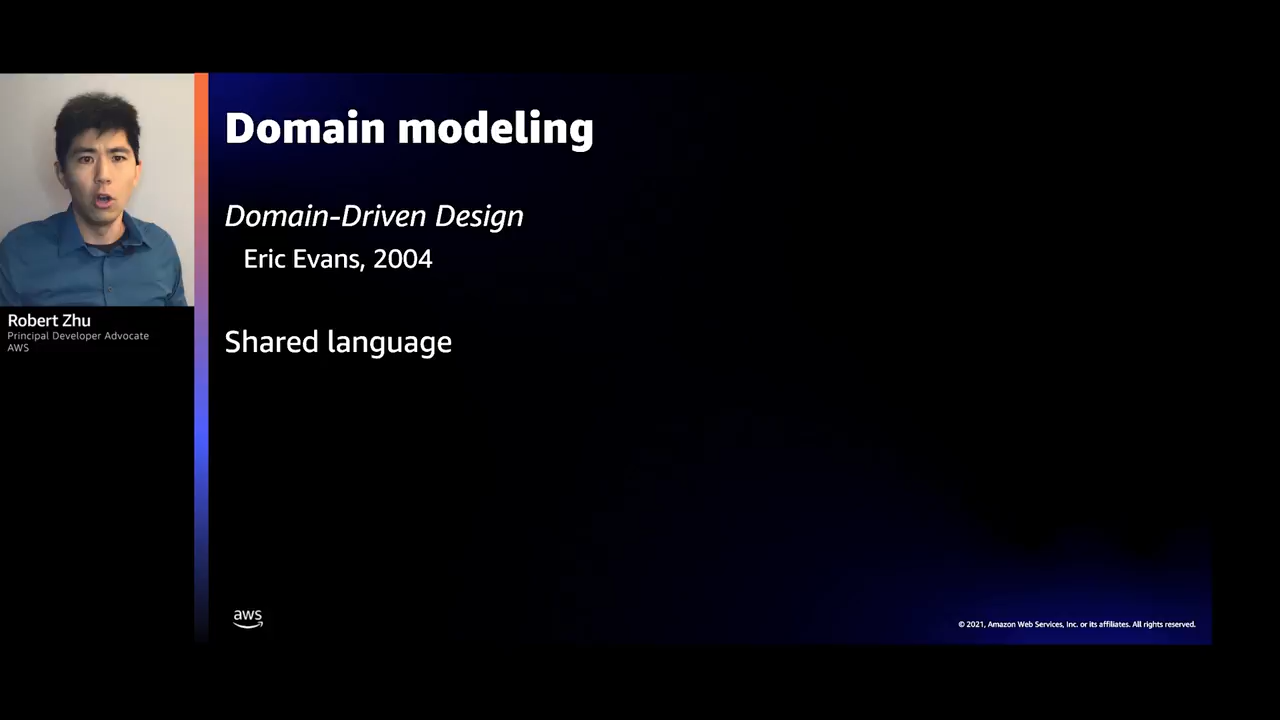 Domain modeling
Domain-Driven Design
Eric Evans, 2004
Shared language
Robert Zhu
Principal Developer Advocate
AWS
aws
© 2021, Amazon Web Services, Inc. or its affiliates. All rights reserved.